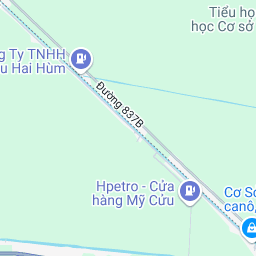 Tiểu họ
học Cơ sở
Ty TNHH
Hai Hùm
Đường 837B
Hpetro - Cửa
hàng Mỹ Cửu
Cơ Sở
canô,